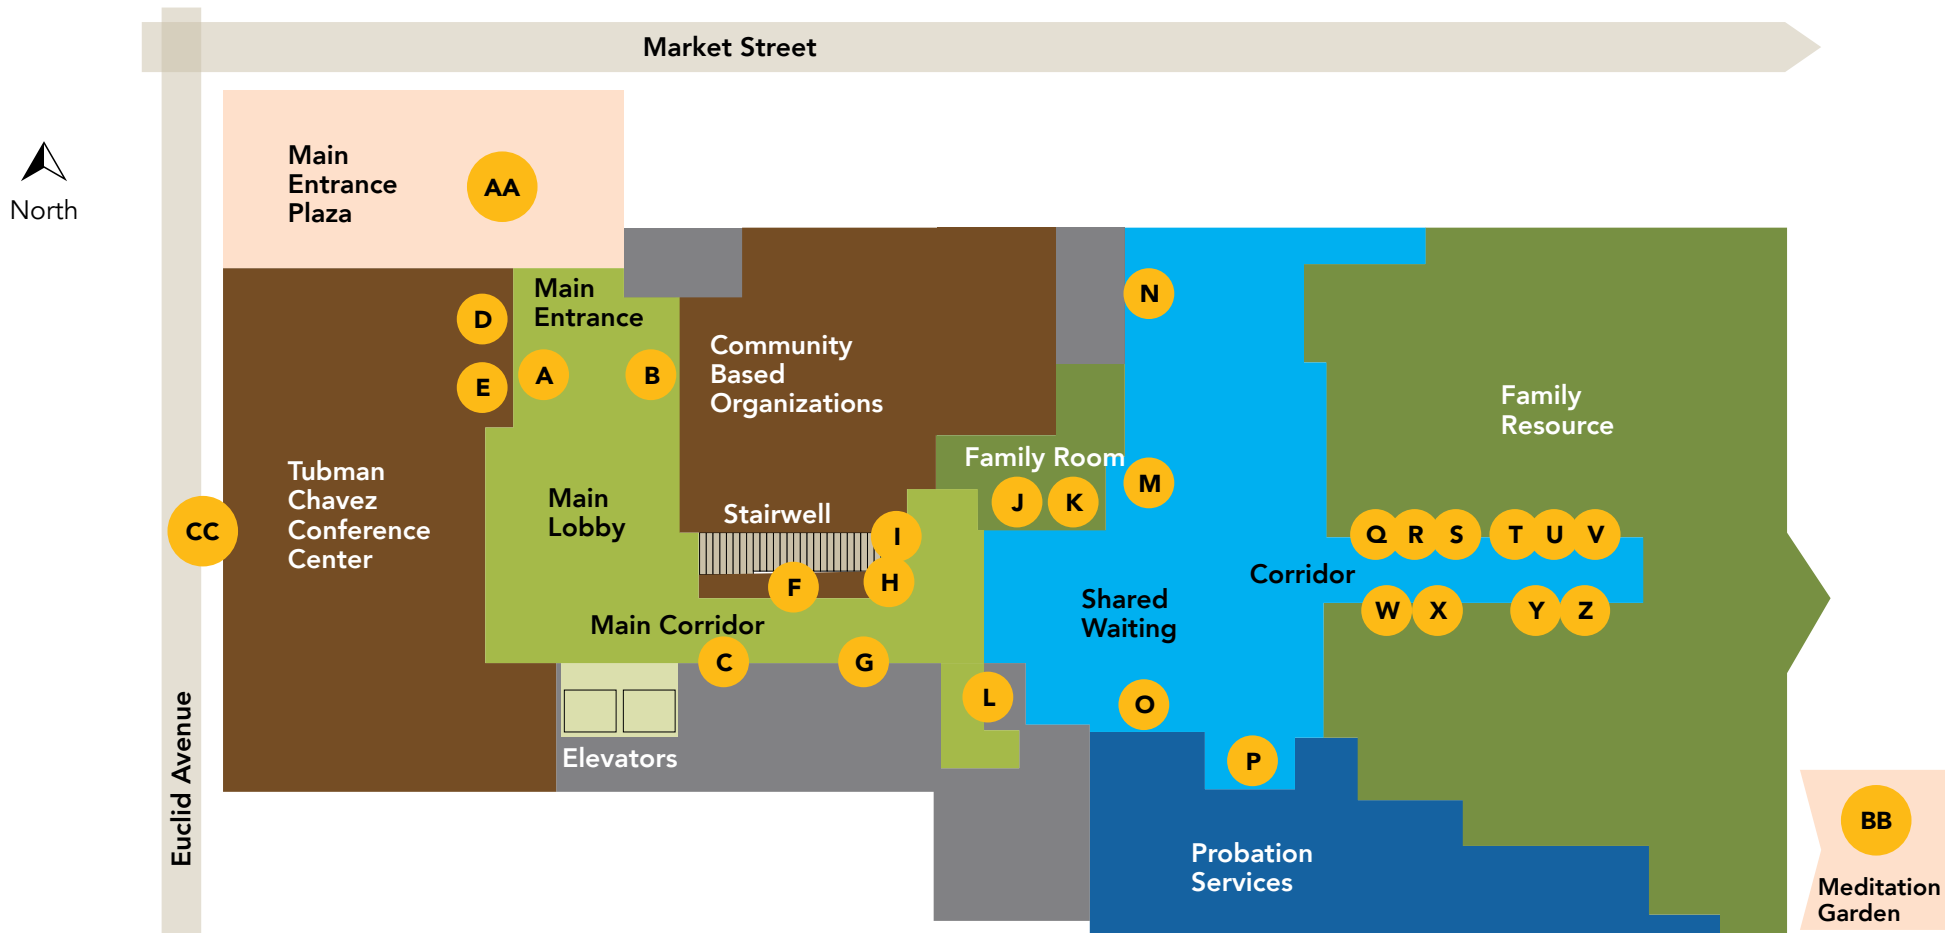 Market Street
North
Main
Entrance
Plaza
AA
Main
Entrance
D
E
A
B
N
Community
Based
Organizations
Family
Resource
Tubman
Chavez
Conference
Center
CC
Main
Lobby
Stairwell
Family Room
J
K
M
I
H
F
Q
R
S
T
U
V
Corridor
W
X
Y
Z
Shared
Waiting
Main Corridor
C
G
L
O
P
Elevators
Euclid Avenue
Probation
Services
BB
Meditation
Garden